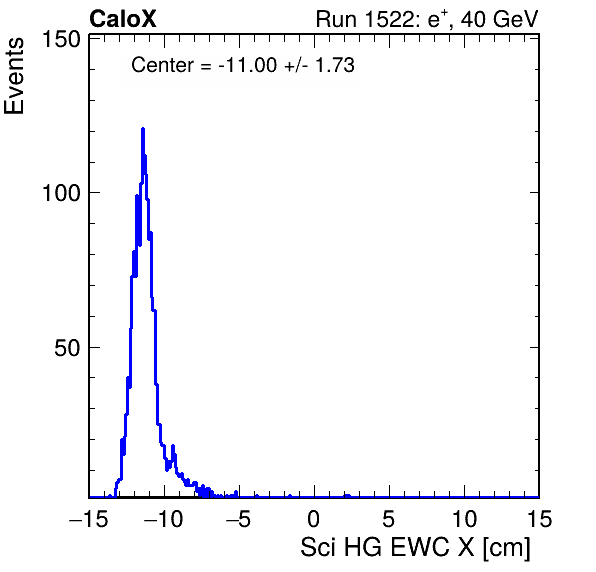 CaloX Run 1522: e⁺, 40 GeV
Events
Center = -11.00 +/- 1.73
150
100
50
−15 −10 −5 0 5 10 15
Sci HG EWC X [cm]